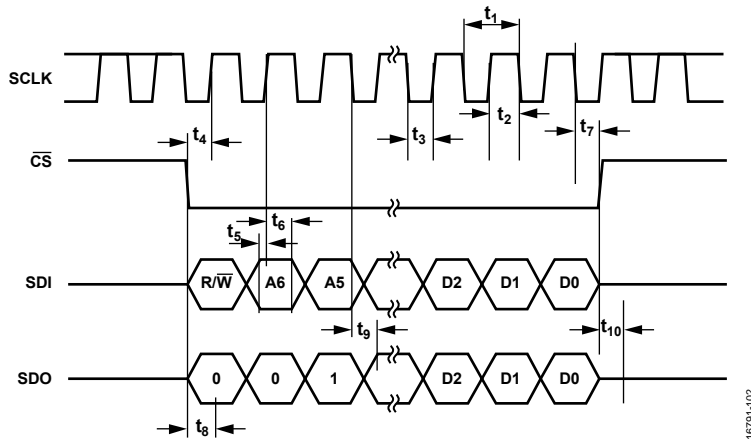 t1
SCLK
t4
t3
t2
t7
CS
t6
t5
SDI
R/W
A6
A5
D2
D1
D0
t9
t10
SDO
0
0
1
D2
D1
D0
t8
16791-102